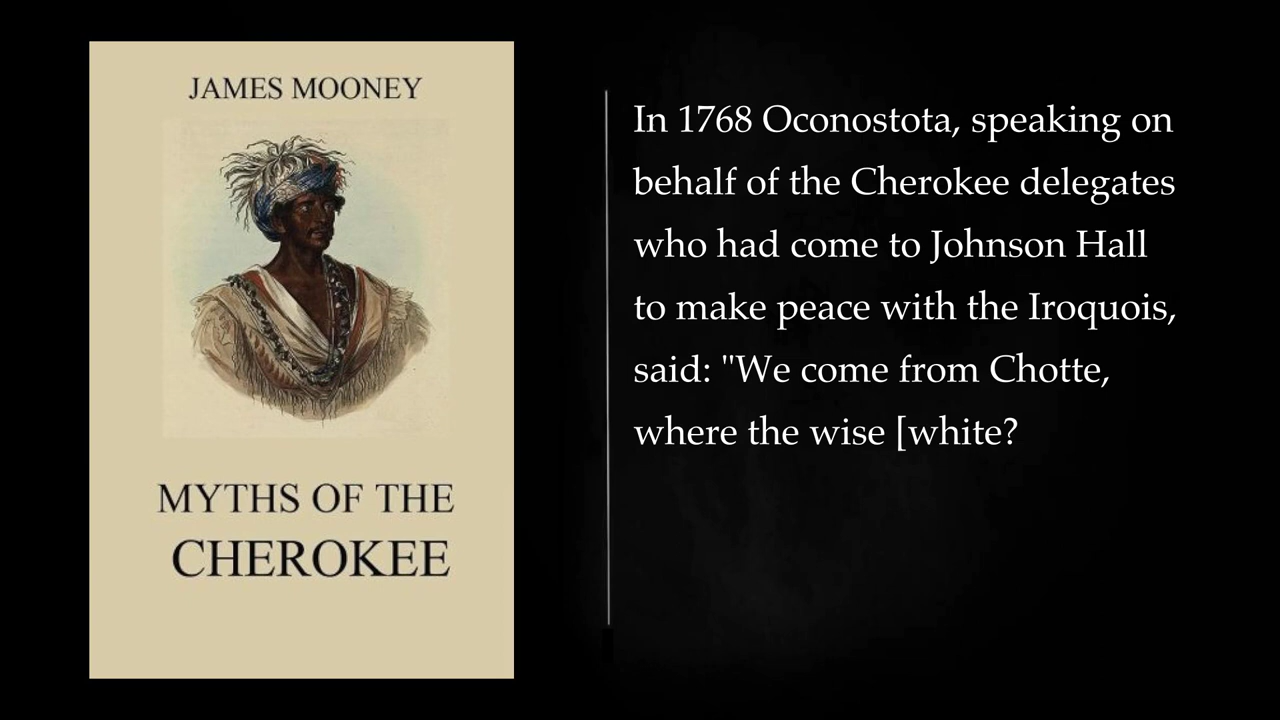 JAMES MOONEY
MYTHS OF THE
CHEROKEE
In 1768 Oconostota, speaking on
behalf of the Cherokee delegates
who had come to Johnson Hall
to make peace with the Iroquois,
said: "We come from Chotte,
where the wise [white?